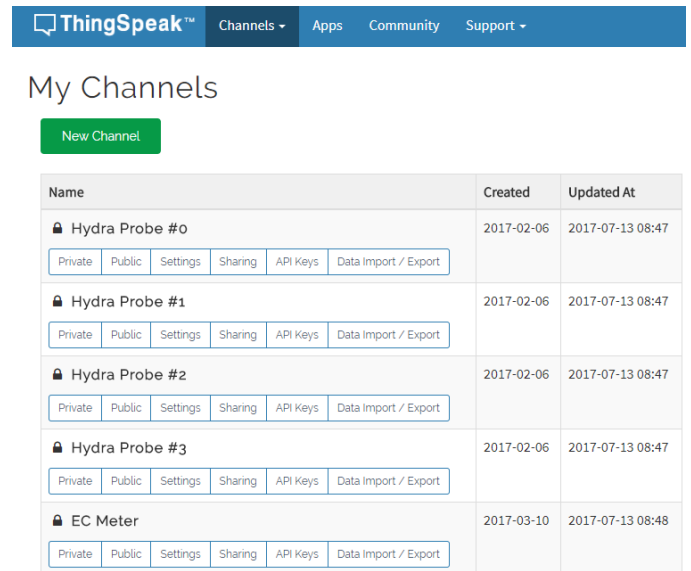 ThingSpeak™ Channels Apps Community Support
My Channels
New Channel
Name Created Updated At
Hydra Probe #0 2017-02-06 2017-07-13 08:47
Private Public Settings Sharing API Keys Data Import / Export
Hydra Probe #1 2017-02-06 2017-07-13 08:47
Private Public Settings Sharing API Keys Data Import / Export
Hydra Probe #2 2017-02-06 2017-07-13 08:47
Private Public Settings Sharing API Keys Data Import / Export
Hydra Probe #3 2017-02-06 2017-07-13 08:47
Private Public Settings Sharing API Keys Data Import / Export
EC Meter 2017-03-10 2017-07-13 08:48
Private Public Settings Sharing API Keys Data Import / Export